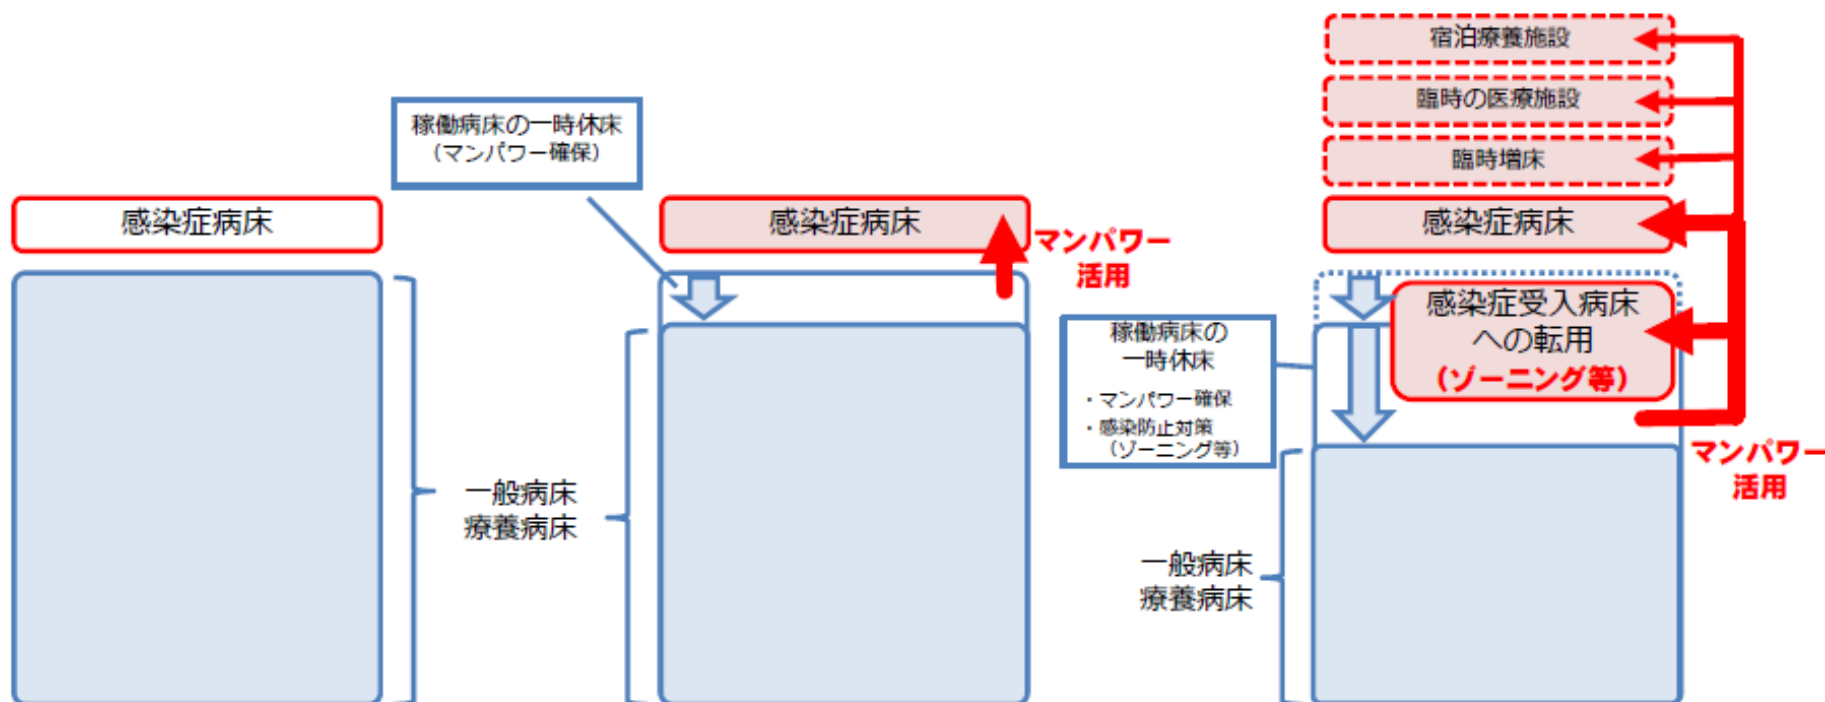 感染症病床
一般病床
療養病床
稼働病床の一時休床
（マンパワー確保）
感染症病床
マンパワー
活用
宿泊療養施設
臨時の医療施設
臨時増床
感染症病床
感染症受入病床
への転用
（ゾーニング等）
稼働病床の
一時休床
・マンパワー確保
・感染防止対策
（ゾーニング等）
マンパワー
活用
一般病床
療養病床